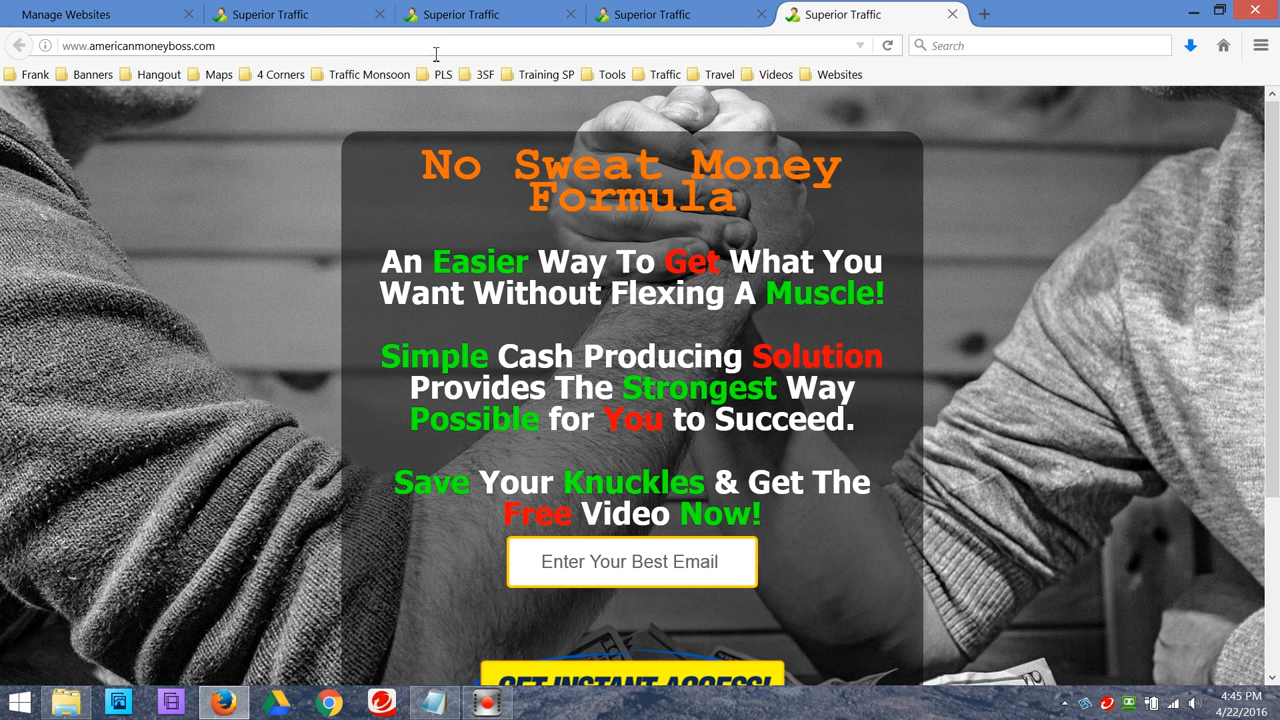 Manage Websites
Superior Traffic
Superior Traffic
Superior Traffic
Superior Traffic
www.americanmoneyboss.com
Search
Frank Banners Hangout Maps 4 Corners Traffic Monsoon PLS 3SF Training SP Tools Traffic Travel Videos Websites
No Sweat Money
Formula
An Easier Way To Get What You
Want Without Flexing A Muscle!
Simple Cash Producing Solution
Provides The Strongest Way
Possible for You to Succeed.
Save Your Knuckles & Get The
Free Video Now!
Enter Your Best Email
GET INSTANT ACCESS!
4:45 PM
4/22/2016